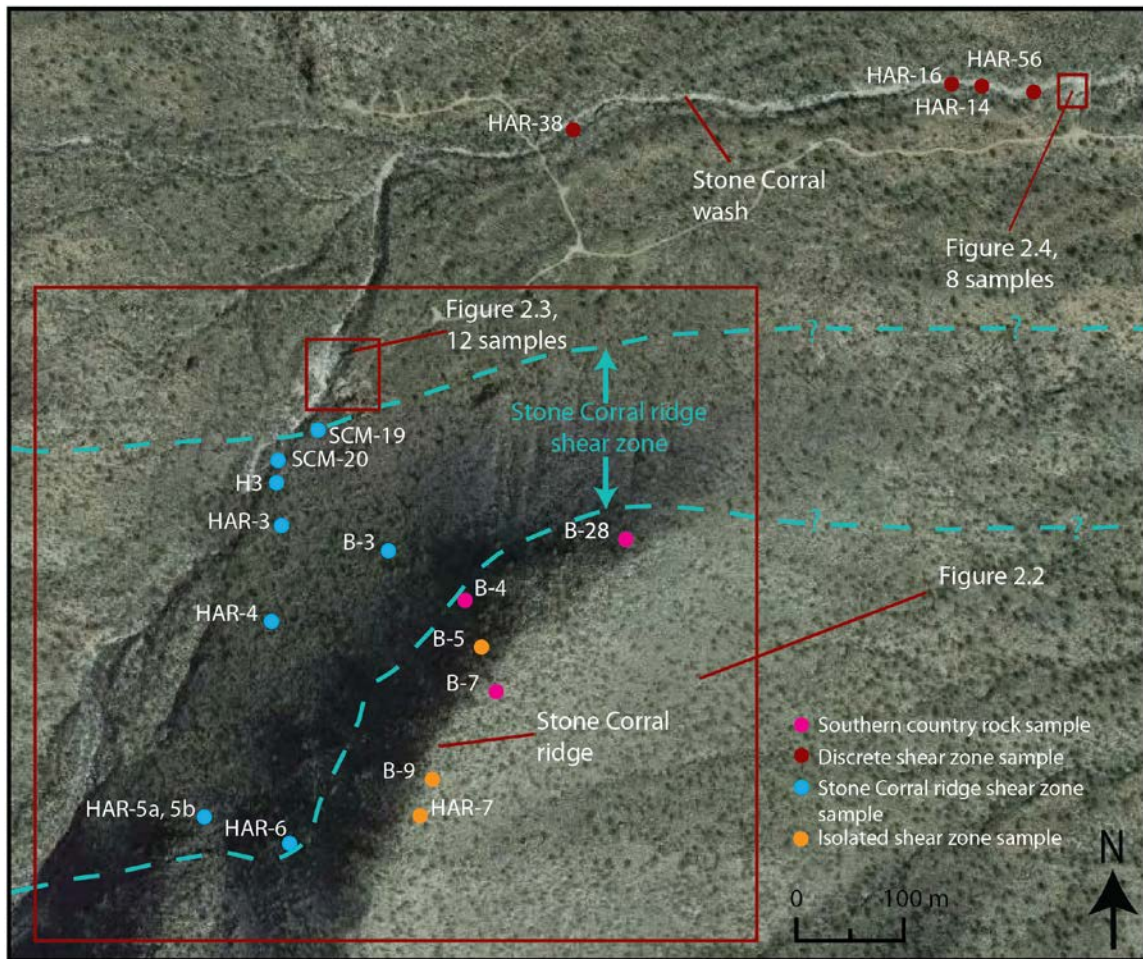 HAR-56
HAR-16
HAR-14
HAR-38
Stone Corral
wash
Figure 2.4,
8 samples
Figure 2.3,
12 samples
?
?
Stone Corral ridge
shear zone
SCM-19
SCM-20
H3
HAR-3
B-3
B-28
?
?
Figure 2.2
B-4
HAR-4
B-5
B-7
Stone Corral
ridge
Southern country rock sample
Discrete shear zone sample
Stone Corral ridge shear zone
sample
Isolated shear zone sample
B-9
HAR-7
HAR-5a, 5b
HAR-6
N
0
100 m